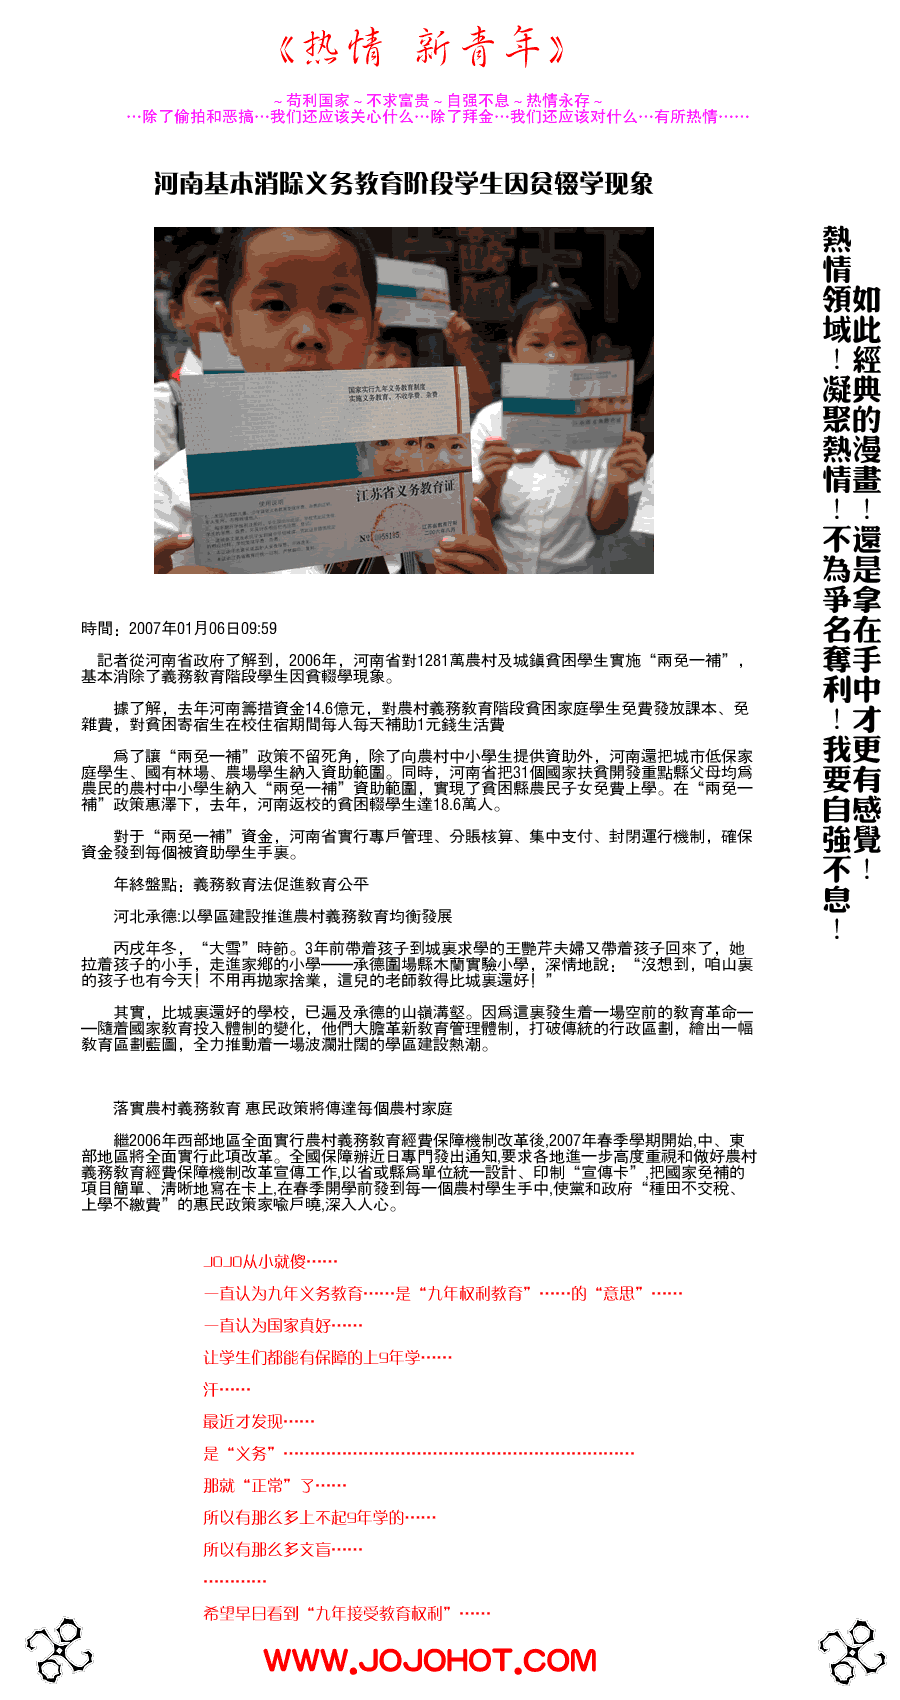 《热情 新青年》
~苟利国家~不求富贵~自强不息~热情永存~
…除了偷拍和恶搞…我们还应该关心什么…除了拜金…我们还应该对什么…有所热情……
河南基本消除义务教育阶段学生因贫辍学现象
国家实行九年义务教育制度
实施义务教育，不收学费、杂费
江苏省义务教育证
時間：2007年01月06日09:59
記者從河南省政府了解到，2006年，河南省對1281萬農村及城鎮貧困學生實施“兩免一補”，
基本消除了義務教育階段學生因貧輟學現象。
據了解，去年河南籌措資金14.6億元，對農村義務教育階段貧困家庭學生免費發放課本、免
雜費，對貧困寄宿生在校住宿期間每人每天補助1元錢生活費
爲了讓“兩免一補”政策不留死角，除了向農村中小學生提供資助外，河南還把城市低保家
庭學生、國有林場、農場學生納入資助範圍。同時，河南省把31個國家扶貧開發重點縣父母均爲
農民的農村中小學生納入“兩免一補”資助範圍，實現了貧困縣農民子女免費上學。在“兩免一
補”政策惠澤下，去年，河南返校的貧困輟學生達18.6萬人。
對于“兩免一補”資金，河南省實行專戶管理、分賬核算、集中支付、封閉運行機制，確保
資金發到每個被資助學生手裏。
年終盤點：義務教育法促進教育公平
河北承德:以學區建設推進農村義務教育均衡發展
丙戌年冬，“大雪”時節。3年前帶着孩子到城裏求學的王艷芹夫婦又帶着孩子回來了，她
拉着孩子的小手，走進家鄉的小學——承德圍場縣木蘭實驗小學，深情地說：“沒想到，咱山裏
的孩子也有今天！不用再拋家捨業，這兒的老師教得比城裏還好！”
其實，比城裏還好的學校，已遍及承德的山嶺溝壑。因爲這裏發生着一場空前的教育革命—
—隨着國家教育投入體制的變化，他們大膽革新教育管理體制，打破傳統的行政區劃，繪出一幅
教育區劃藍圖，全力推動着一場波瀾壯闊的學區建設熱潮。
落實農村義務教育 惠民政策將傳達每個農村家庭
繼2006年西部地區全面實行農村義務教育經費保障機制改革後,2007年春季學期開始,中、東
部地區將全面實行此項改革。全國保障辦近日專門發出通知,要求各地進一步高度重視和做好農村
義務教育經費保障機制改革宣傳工作,以省或縣爲單位統一設計、印制“宣傳卡”,把國家免補的
項目簡單、清晰地寫在卡上,在春季開學前發到每一個農村學生手中,使黨和政府“種田不交稅、
上學不繳費”的惠民政策家喻戶曉,深入人心。
如此經典的漫畫！還是拿在手中才更有感覺！
熱情領域！凝聚熱情！不為爭名奪利！我要自強不息！
JOJO从小就傻……
一直认为九年义务教育……是“九年权利教育”……的“意思”……
一直认为国家真好……
让学生们都能有保障的上9年学……
汗……
最近才发现……
是“义务”………………………………………………………………
那就“正常”了……
所以有那么多上不起9年学的……
所以有那么多文盲……
…………
希望早日看到“九年接受教育权利”……
WWW.JOJOHOT.COM